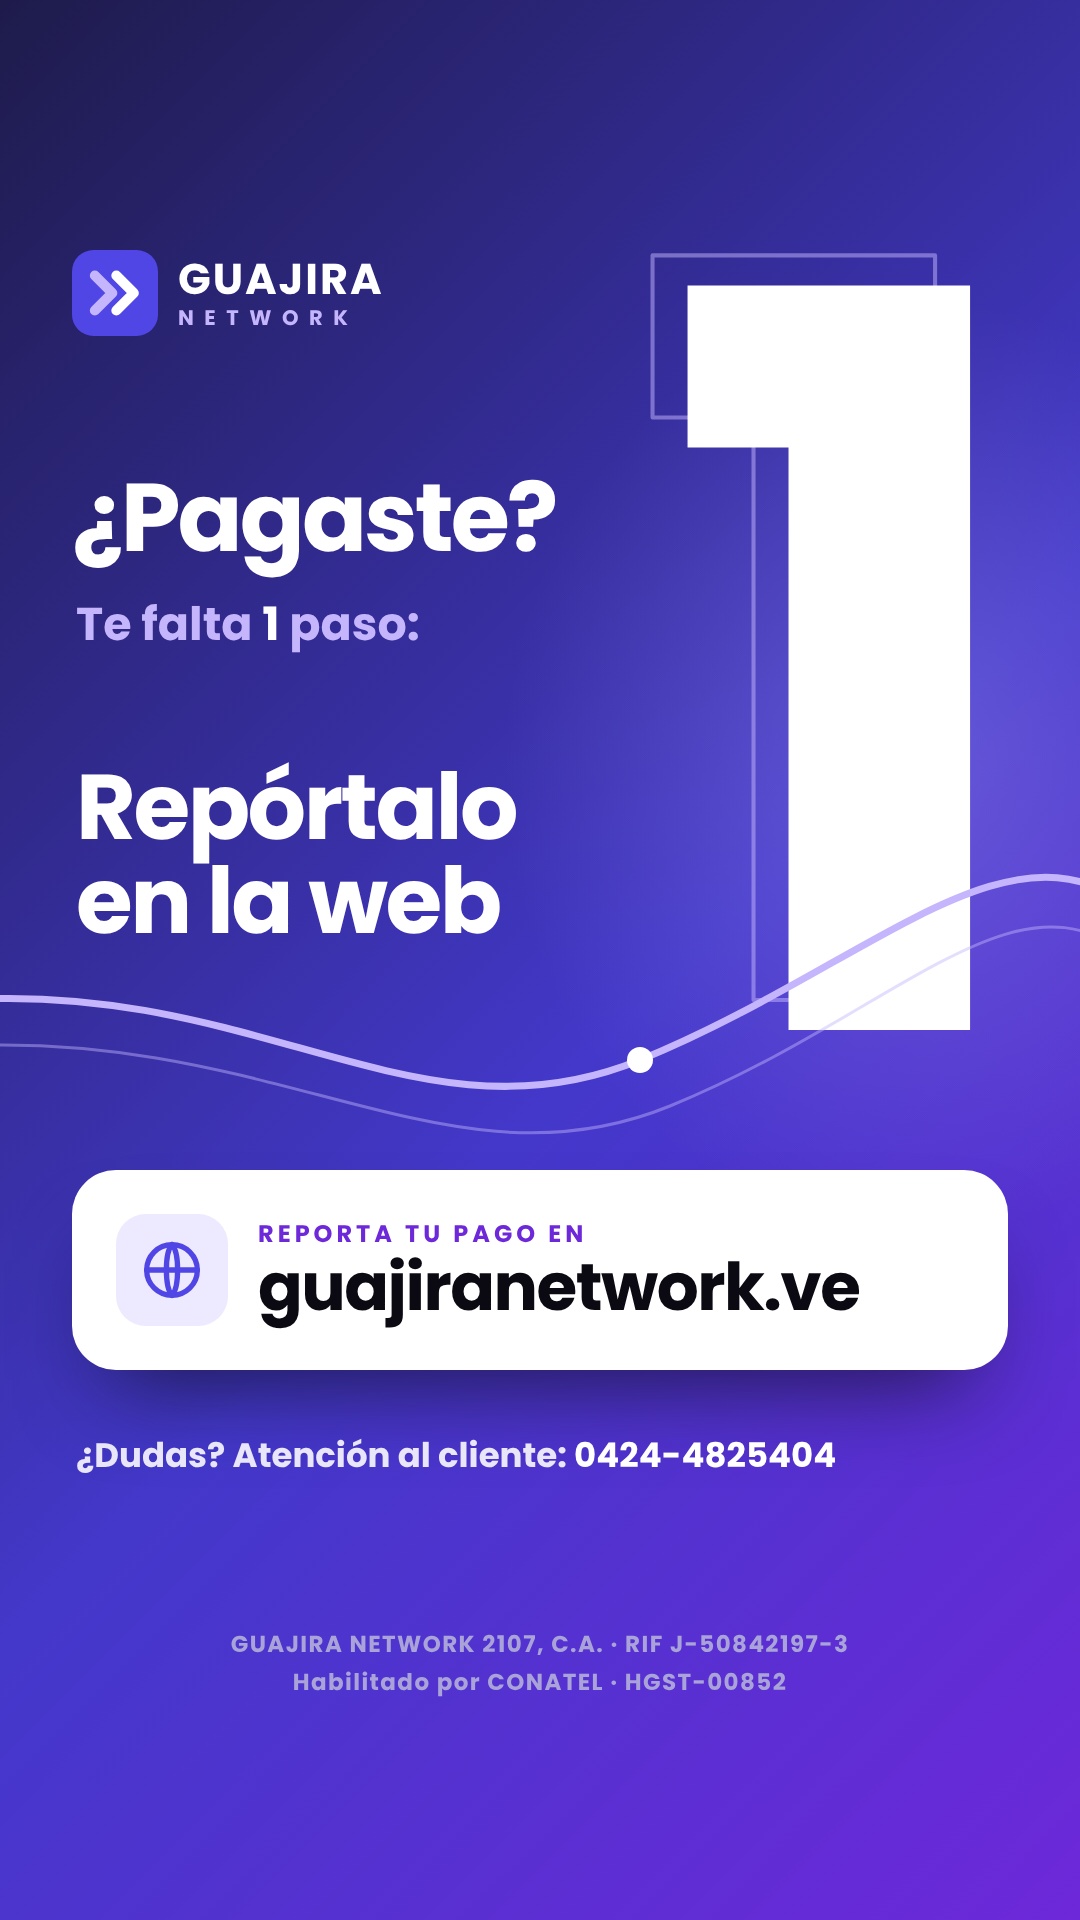 GUAJIRA
NETWORK
1
¿Pagaste?
Te falta 1 paso:
Repórtalo
en la web
REPORTA TU PAGO EN
guajiranetwork.ve
¿Dudas? Atención al cliente: 0424-4825404
GUAJIRA NETWORK 2107, C.A. · RIF J-50842197-3
Habilitado por CONATEL · HGST-00852